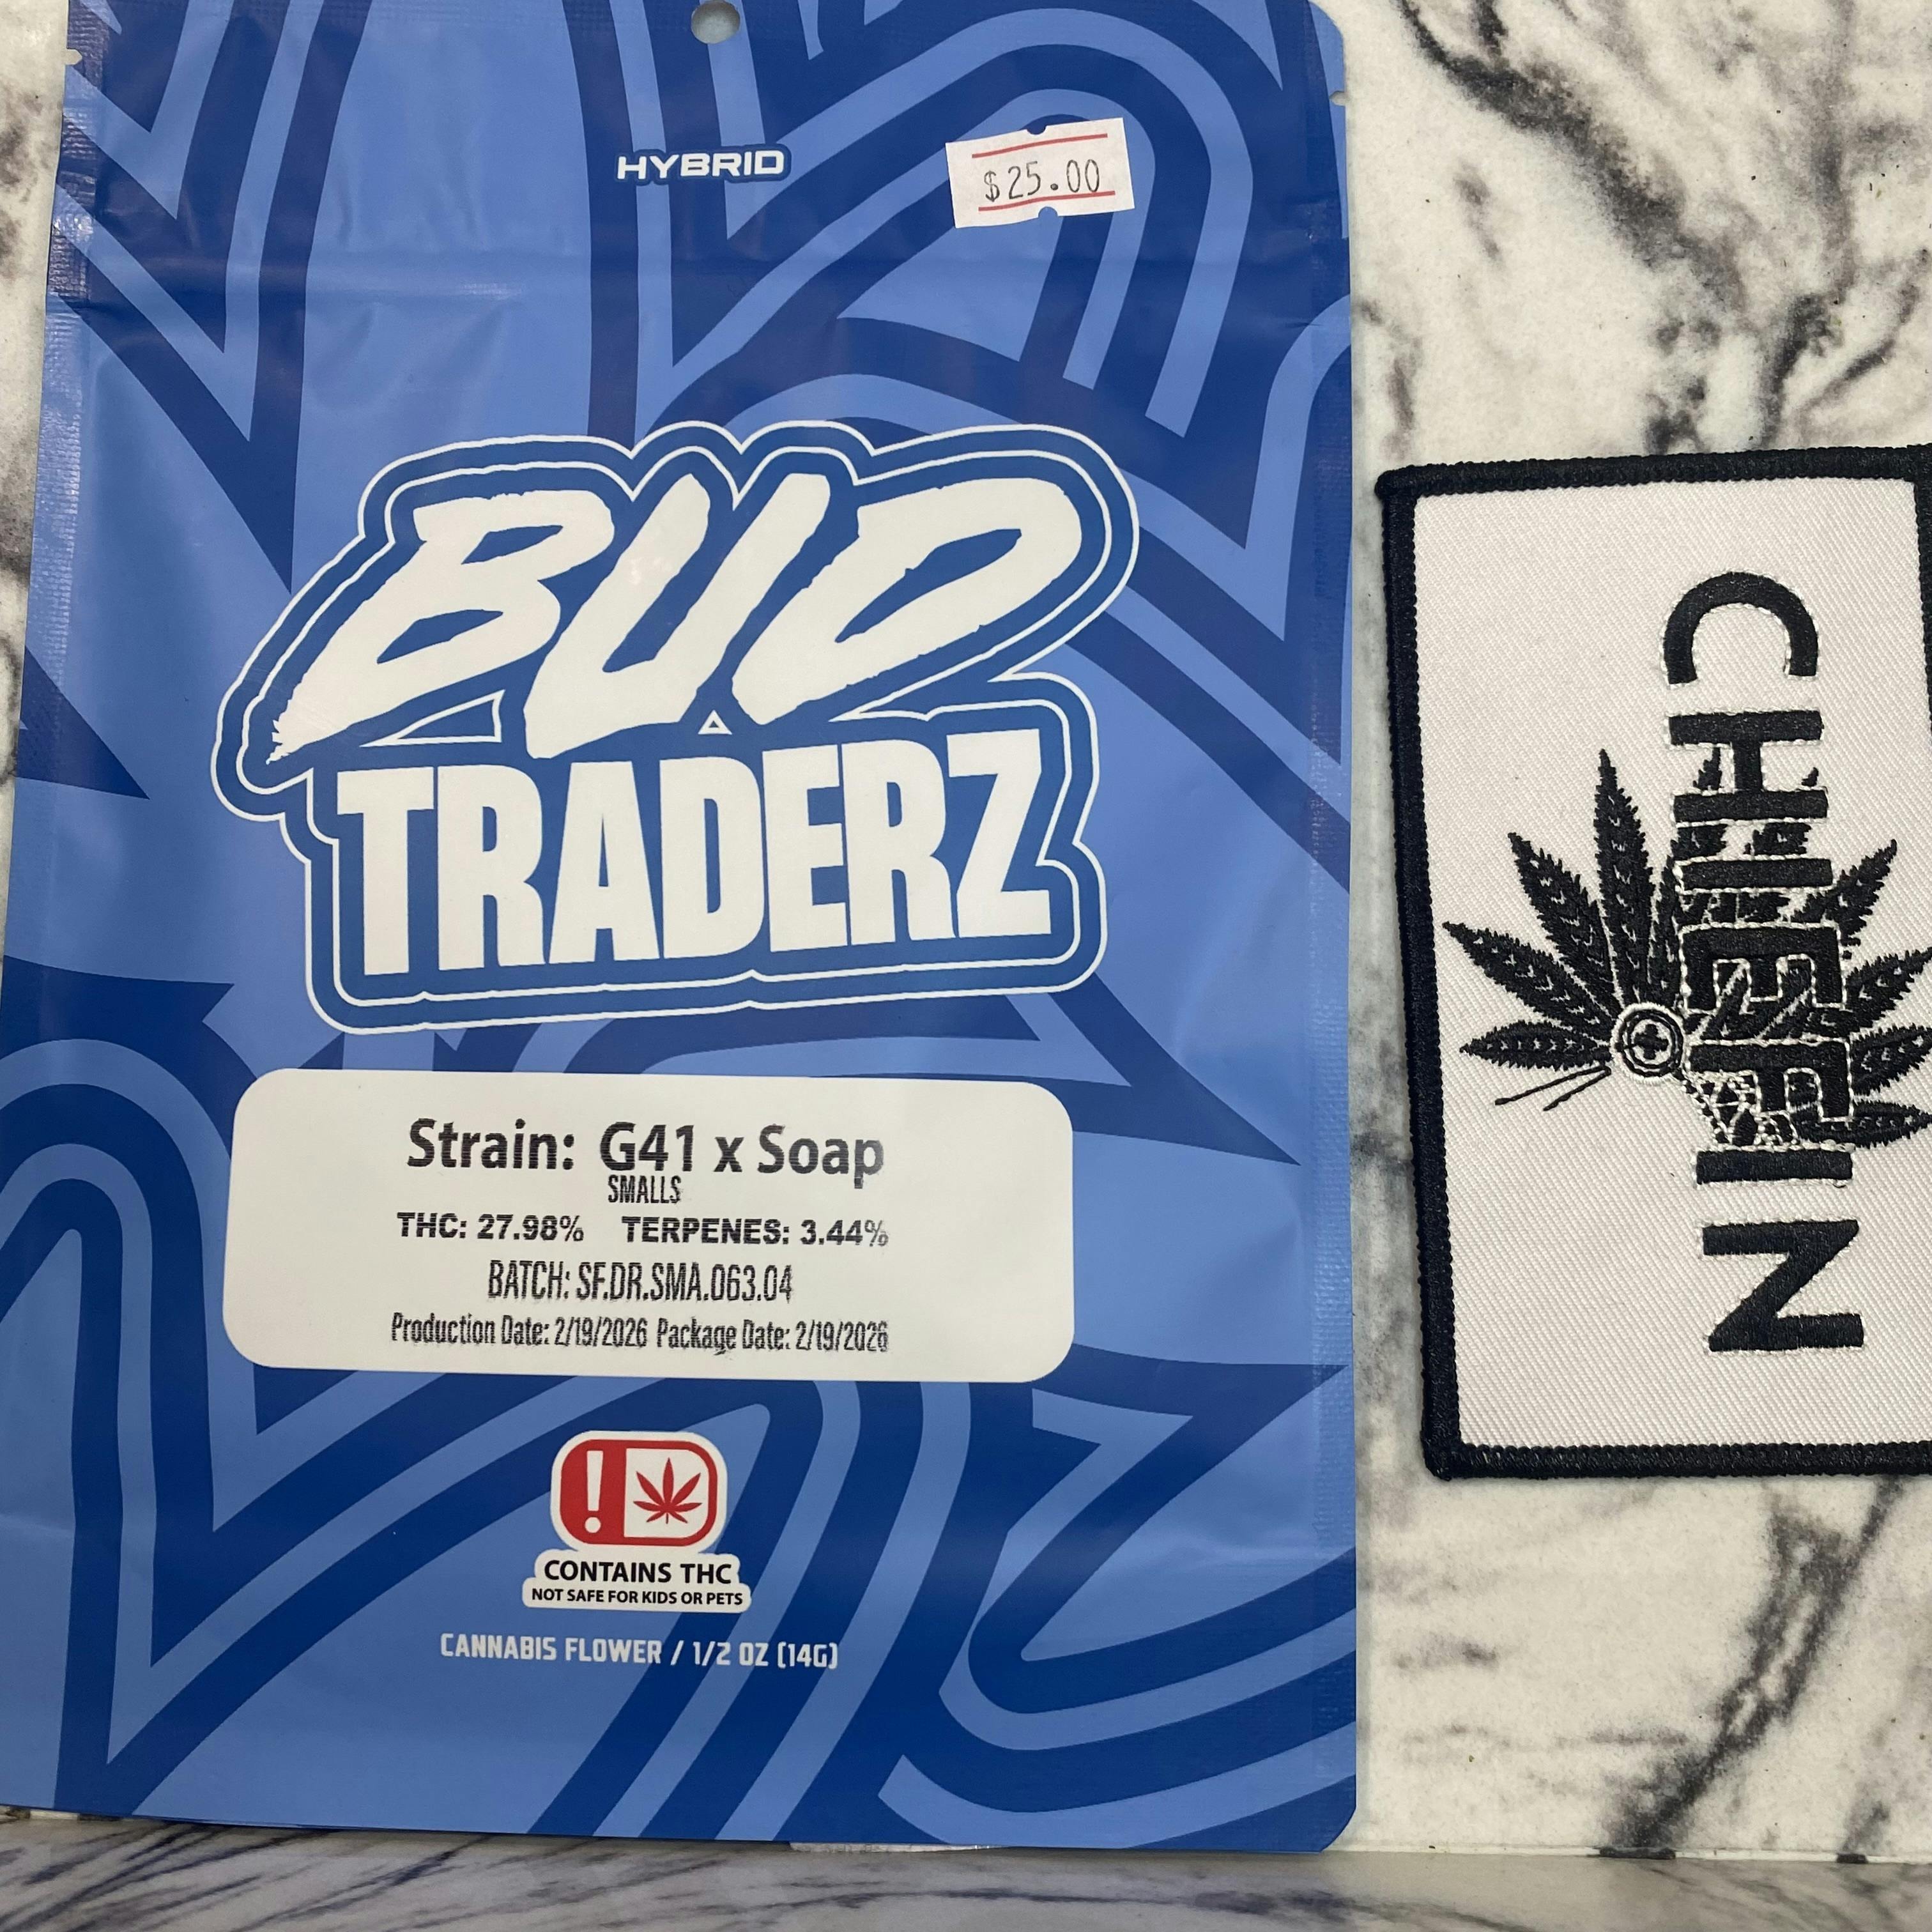 HYBRID
$25.00
BUD
TRADERZ
Strain: G41 x Soap
SMALLS
THC: 27.98% TERPENES: 3.44%
BATCH: SF.DR.SMA.063.04
Production Date: 2/19/2026 Package Date: 2/19/2026
!
CONTAINS THC
NOT SAFE FOR KIDS OR PETS
CANNABIS FLOWER / 1/2 OZ (14G)
CHIEFIN